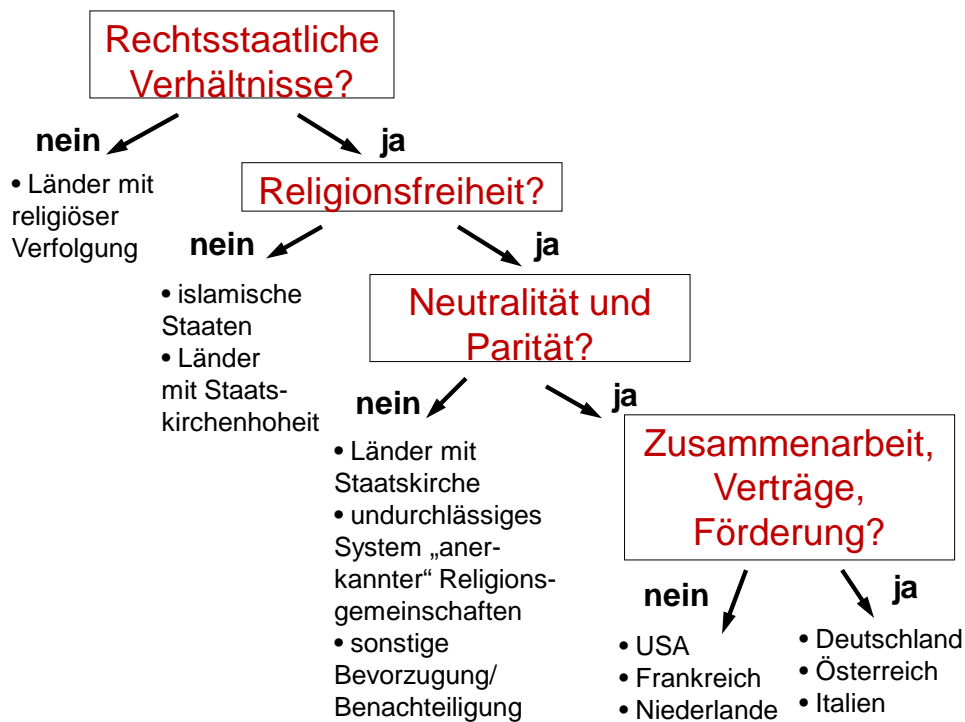 Rechtsstaatliche
Verhältnisse?
nein
ja
• Länder mit
religiöser
Verfolgung
Religionsfreiheit?
nein
ja
• islamische
Staaten
• Länder
mit Staats-
kirchenhoheit
Neutralität und
Parität?
nein
ja
• Länder mit
Staatskirche
• undurchlässiges
System „aner-
kannter“ Religions-
gemeinschaften
• sonstige
Bevorzugung/
Benachteiligung
Zusammenarbeit,
Verträge,
Förderung?
nein
ja
• USA
• Frankreich
• Niederlande
• Deutschland
• Österreich
• Italien